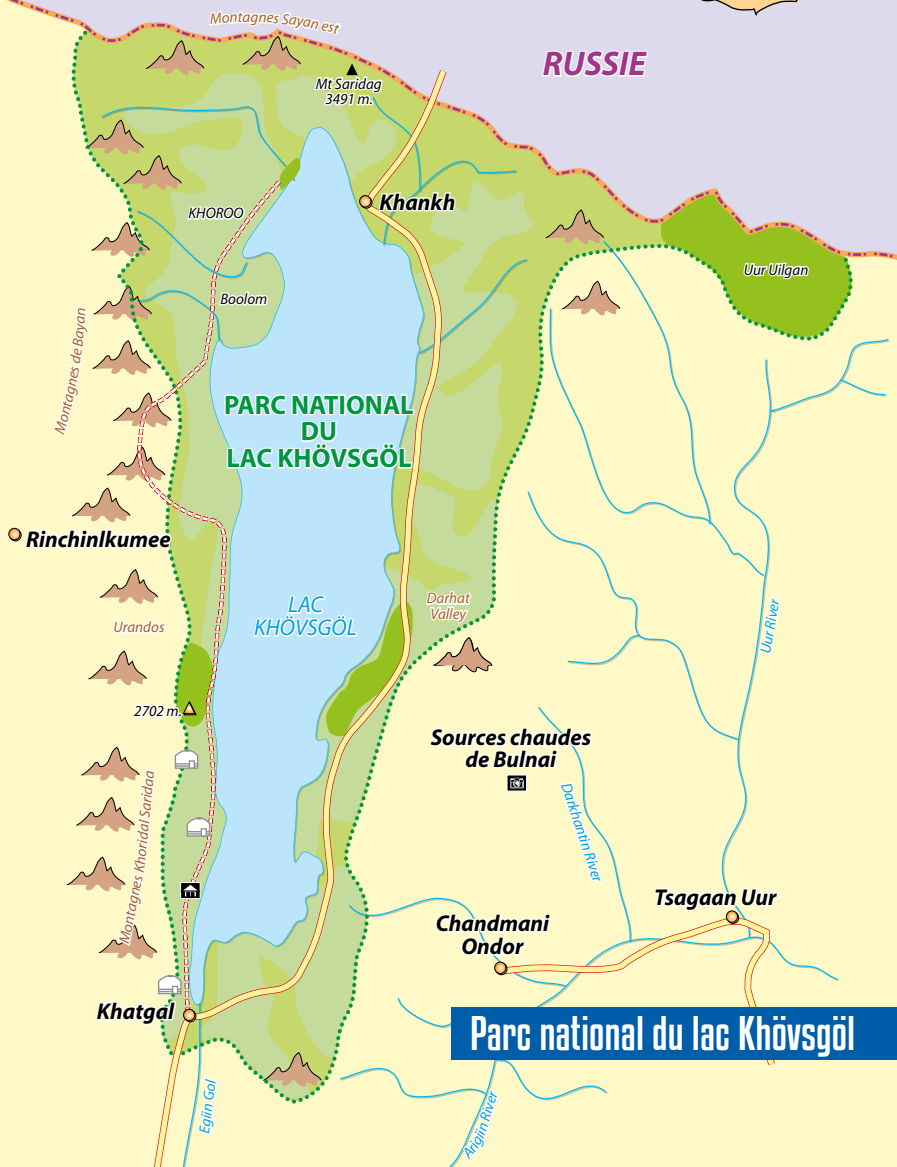 Montagnes Sayan est
RUSSIE
Mt Saridag
3491 m.
KHOROO
Khankh
Uur Uilgan
Boolom
Montagnes de Bayan
PARC NATIONAL
DU
LAC KHÖVSGÖL
Rinchinlkumee
LAC
KHÖVSGÖL
Darhat
Valley
Urandos
Uur River
2702 m.
Sources chaudes
de Bulnai
Montagnes Khoridal Saridaa
Darkhantin River
Tsagaan Uur
Chandmani
Ondor
Khatgal
Parc national du lac Khövsgöl
Egiin Gol
Arigiin River